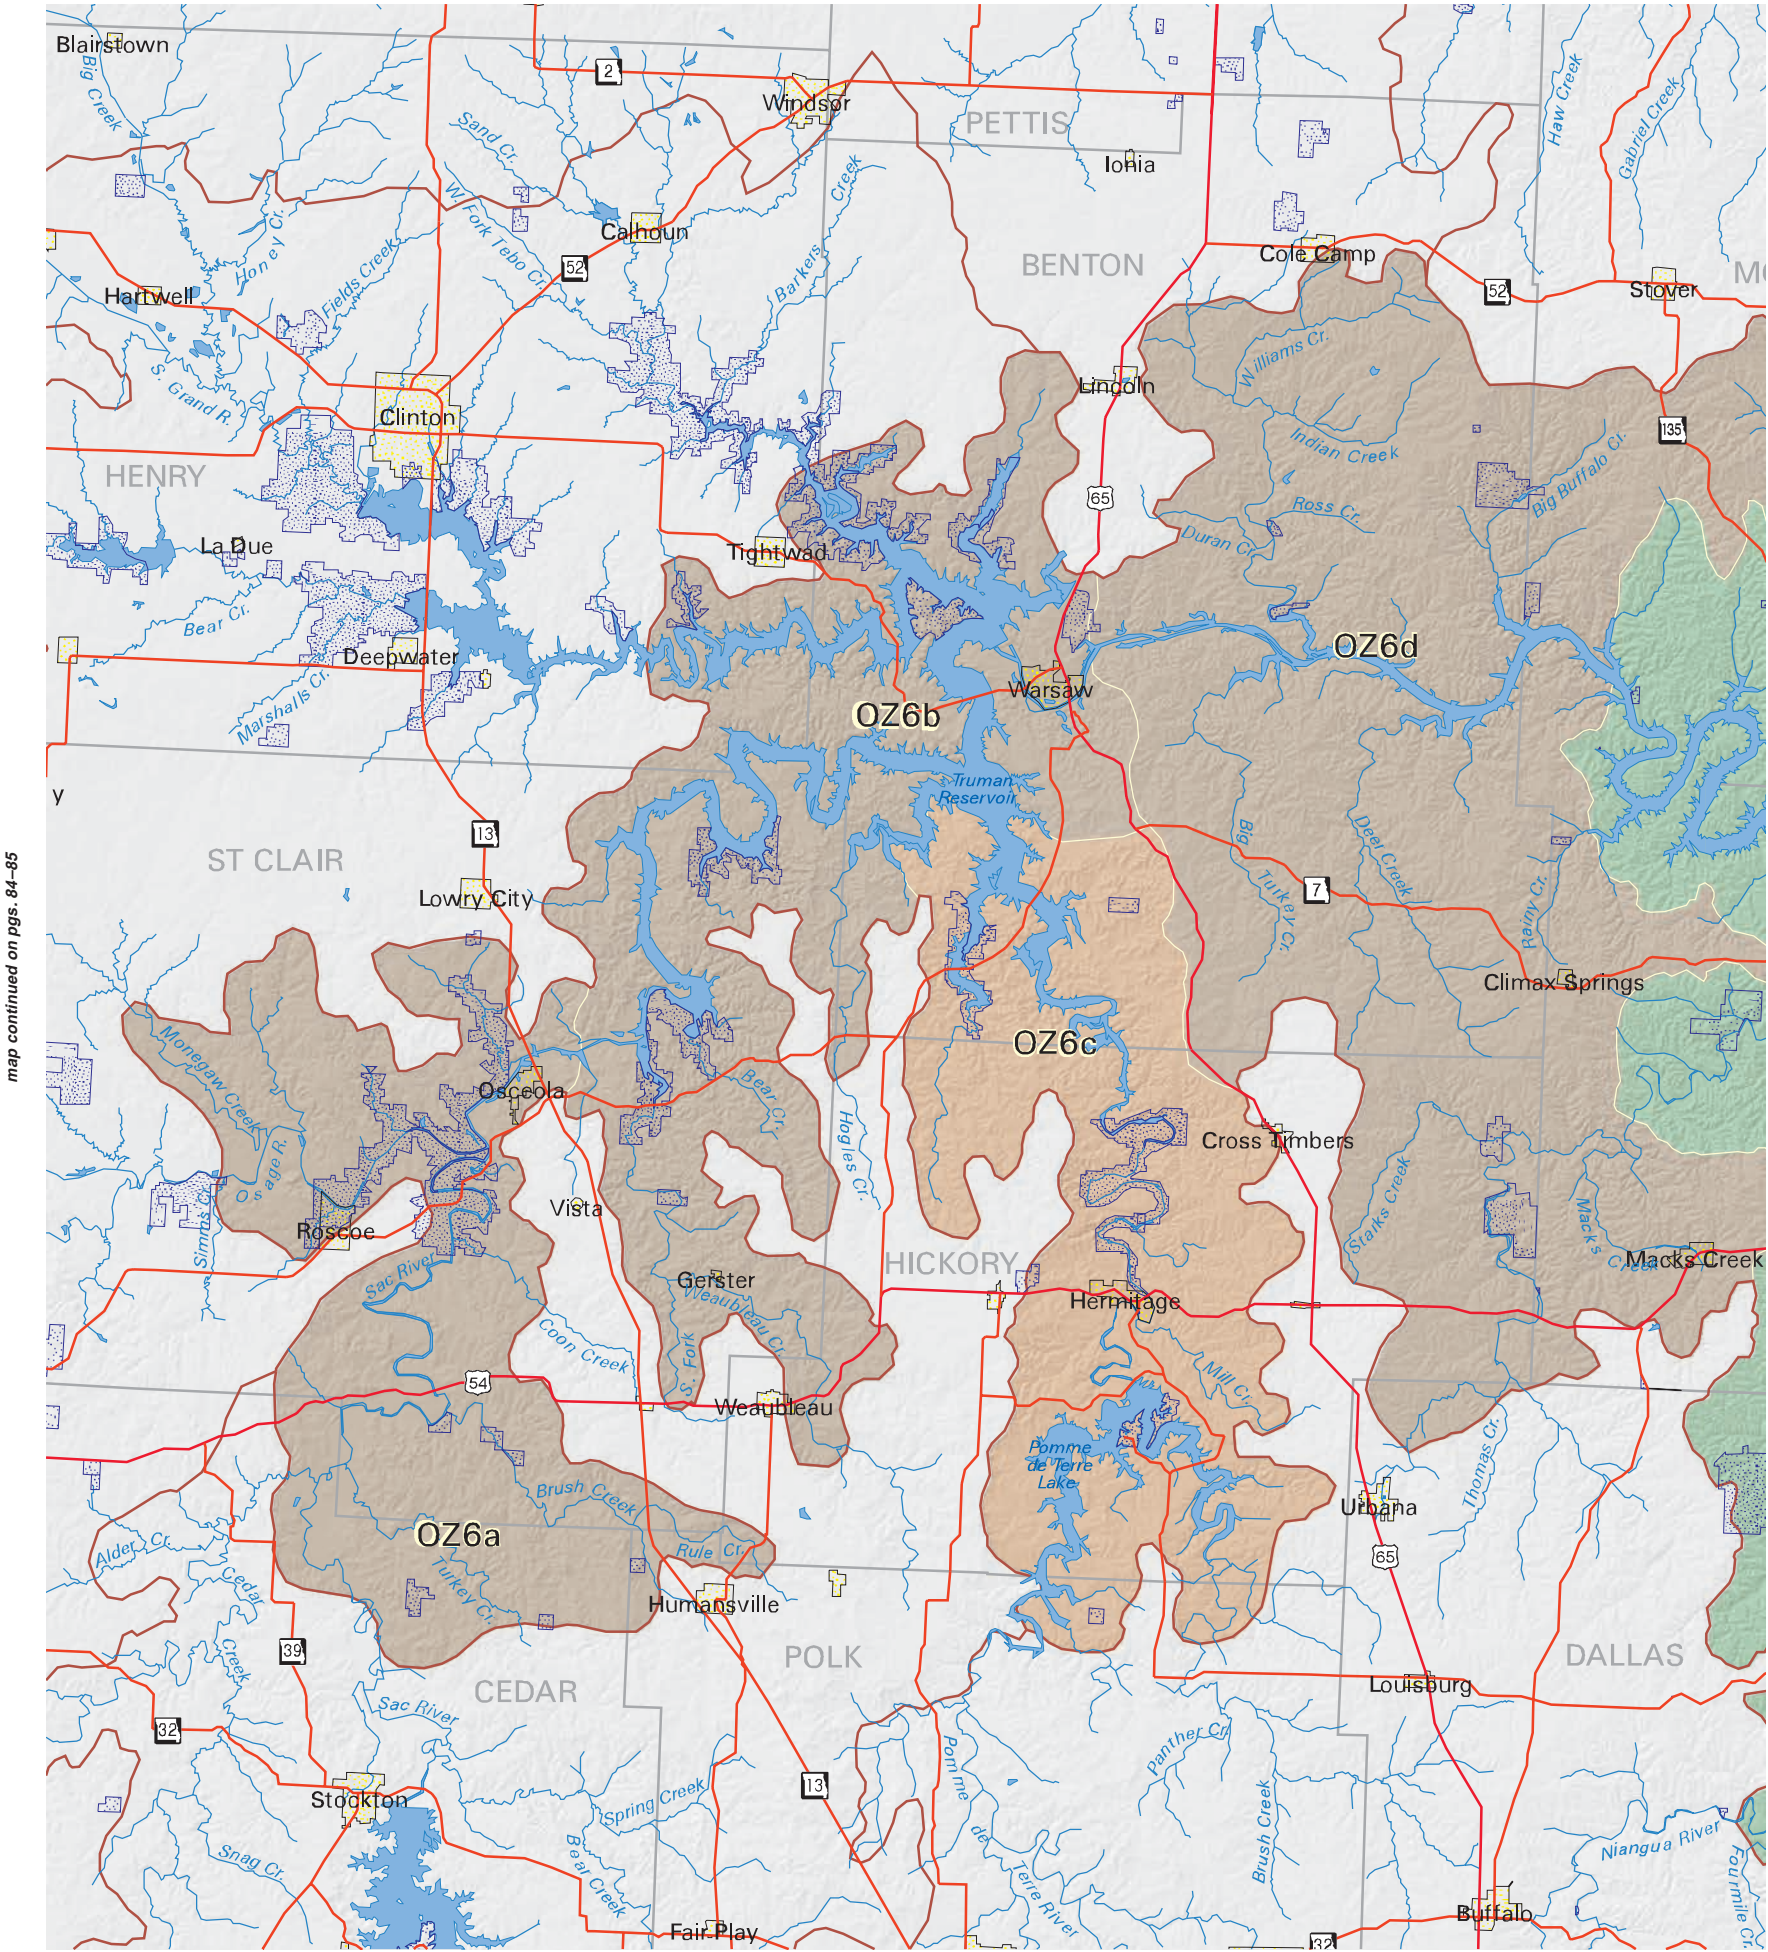 Blairstown
Big Creek
2
Windsor
PETTIS
Ionia
Haw Creek
Gabriel Creek
Sand Cr.
W. Fork Tebo Cr.
Calhoun
52
Barkers Creek
BENTON
Cole Camp
52
Stover
MO
Honey Cr.
Fields Creek
Hartwell
S. Grand R.
Clinton
HENRY
Williams Cr.
Lincoln
Indian Creek
135
Big Buffalo Cr.
65
Ross Cr.
Duran Cr.
La Due
Tightwad
Bear Cr.
Deepwater
Marshalls Cr.
OZ6d
Warsaw
OZ6b
Truman
Reservoir
y
13
ST CLAIR
Lowry City
Big
Turkey Cr.
Deer Creek
7
Rainy Cr.
Climax Springs
map continued on pgs. 84–85
OZ6c
Monegaw Creek
Osage R.
Simms Cr.
Osceola
Bear Cr.
Hogles Cr.
Cross Timbers
Starks Creek
Macks
Creek
Macks Creek
Vista
Roscoe
Sac River
HICKORY
Gerster
Weaubleau Cr.
S. Fork
Hermitage
Coon Creek
Mill Cr.
54
Weaubleau
Pomme
de Terre
Lake
Thomas Cr.
Urbana
65
Brush Creek
OZ6a
Rule Cr.
Alder Cr.
Cedar
Creek
Turkey Cr.
Humansville
39
POLK
DALLAS
CEDAR
Louisburg
Sac River
32
Panther Cr.
Pomme
de
Terre River
13
Stockton
Spring Creek
Brush Creek
Niangua River
Fourmile Cr.
Snag Cr.
Bear Creek
Fair Play
Buffalo
32